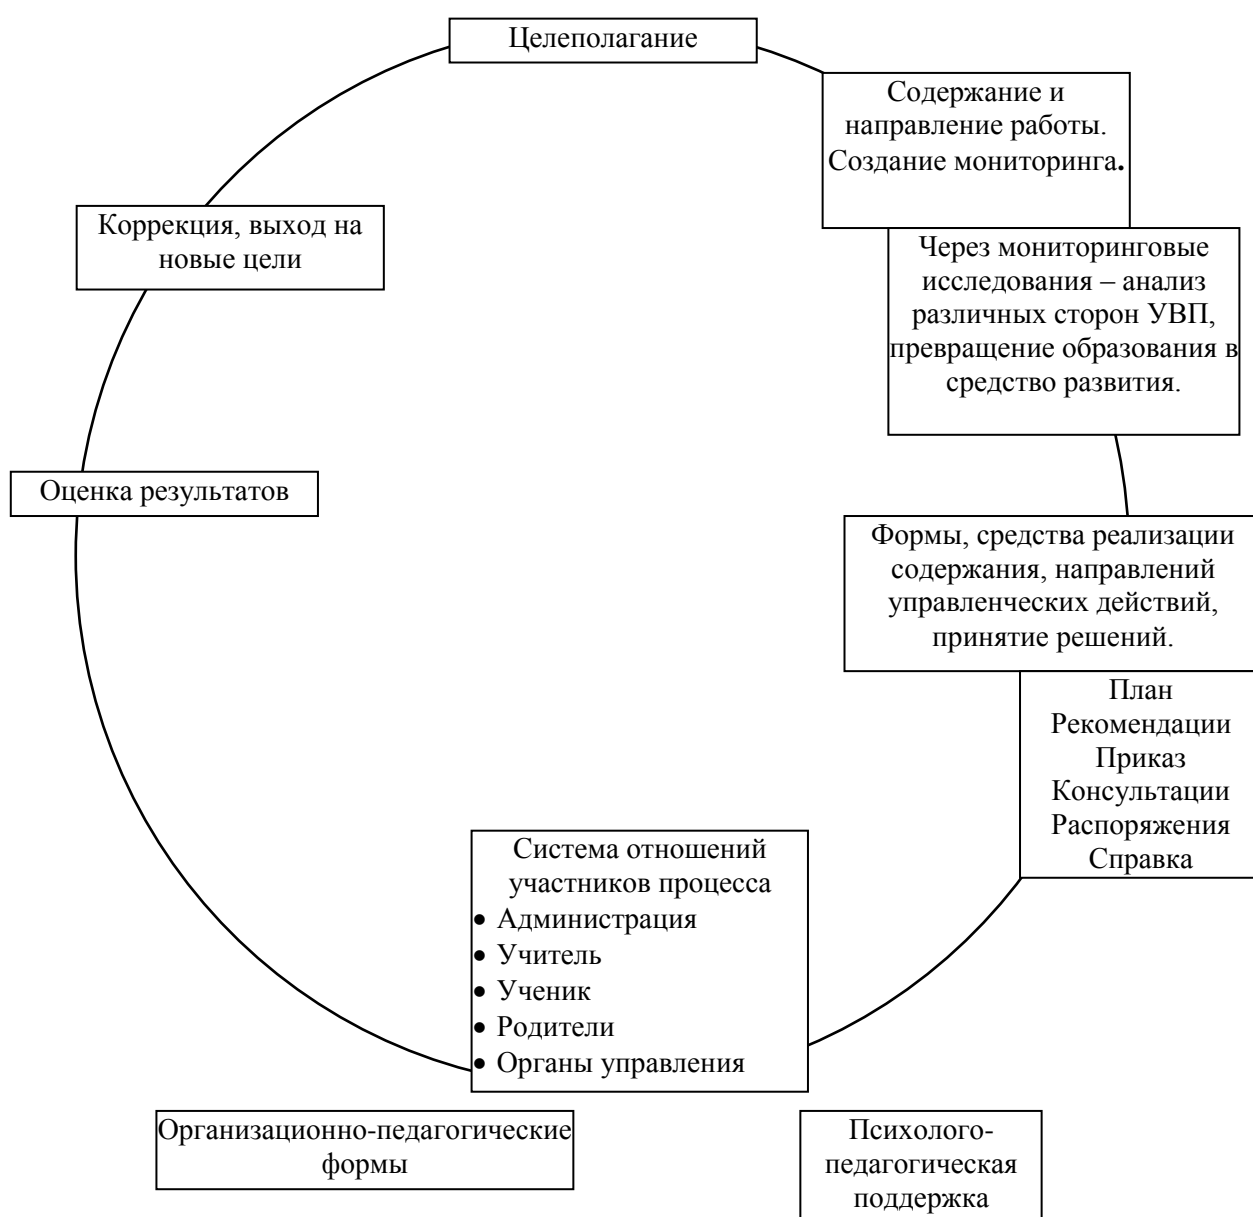 Целеполагание
Содержание и
направление работы.
Создание мониторинга.
Коррекция, выход на
новые цели
Через мониторинговые
исследования – анализ
различных сторон УВП,
превращение образования в
средство развития.
Оценка результатов
Формы, средства реализации
содержания, направлений
управленческих действий,
принятие решений.
План
Рекомендации
Приказ
Консультации
Распоряжения
Справка
Система отношений
участников процесса
• Администрация
• Учитель
• Ученик
• Родители
• Органы управления
Организационно-педагогические
формы
Психолого-
педагогическая
поддержка